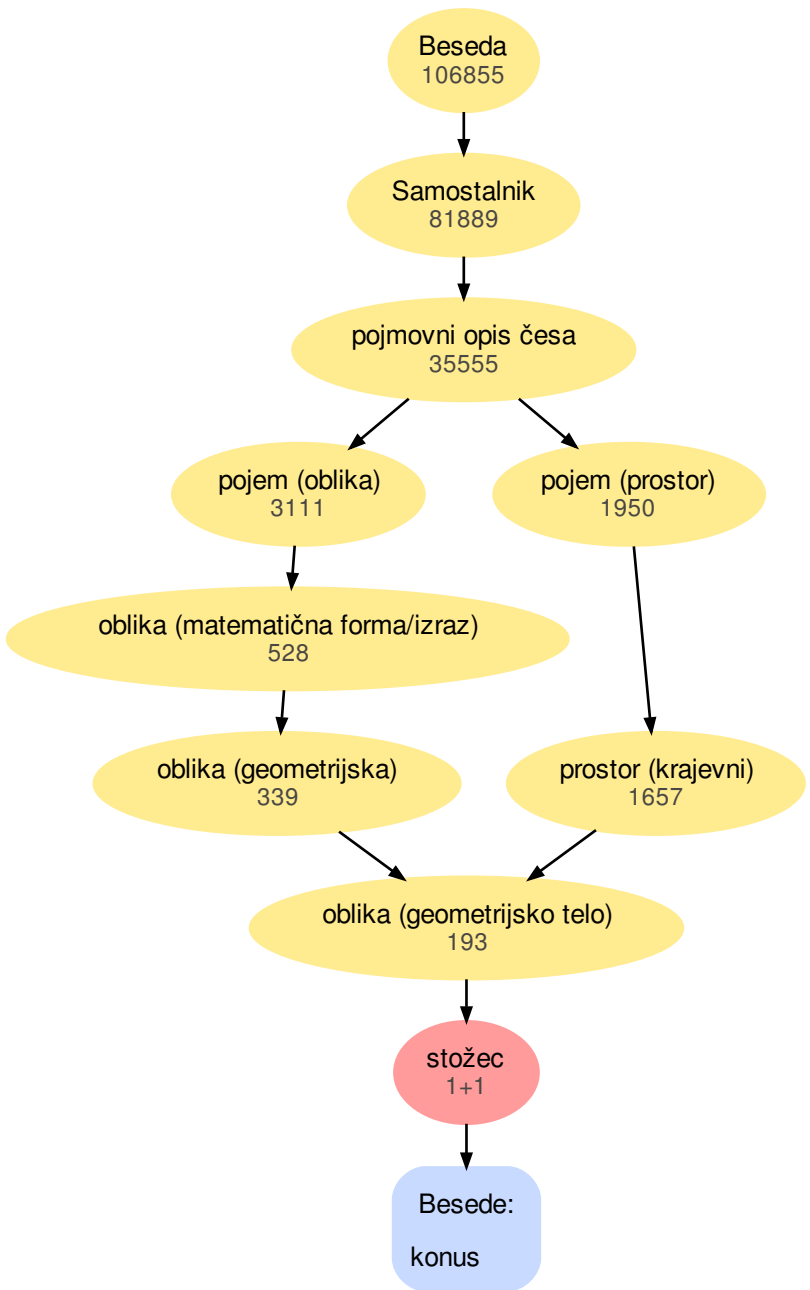 Beseda
106855
Samostalnik
81889
pojmovni opis česa
35555
pojem (oblika)
3111
pojem (prostor)
1950
oblika (matematična forma/izraz)
528
oblika (geometrijska)
339
prostor (krajevni)
1657
oblika (geometrijsko telo)
193
stožec
1+1
Besede:
konus